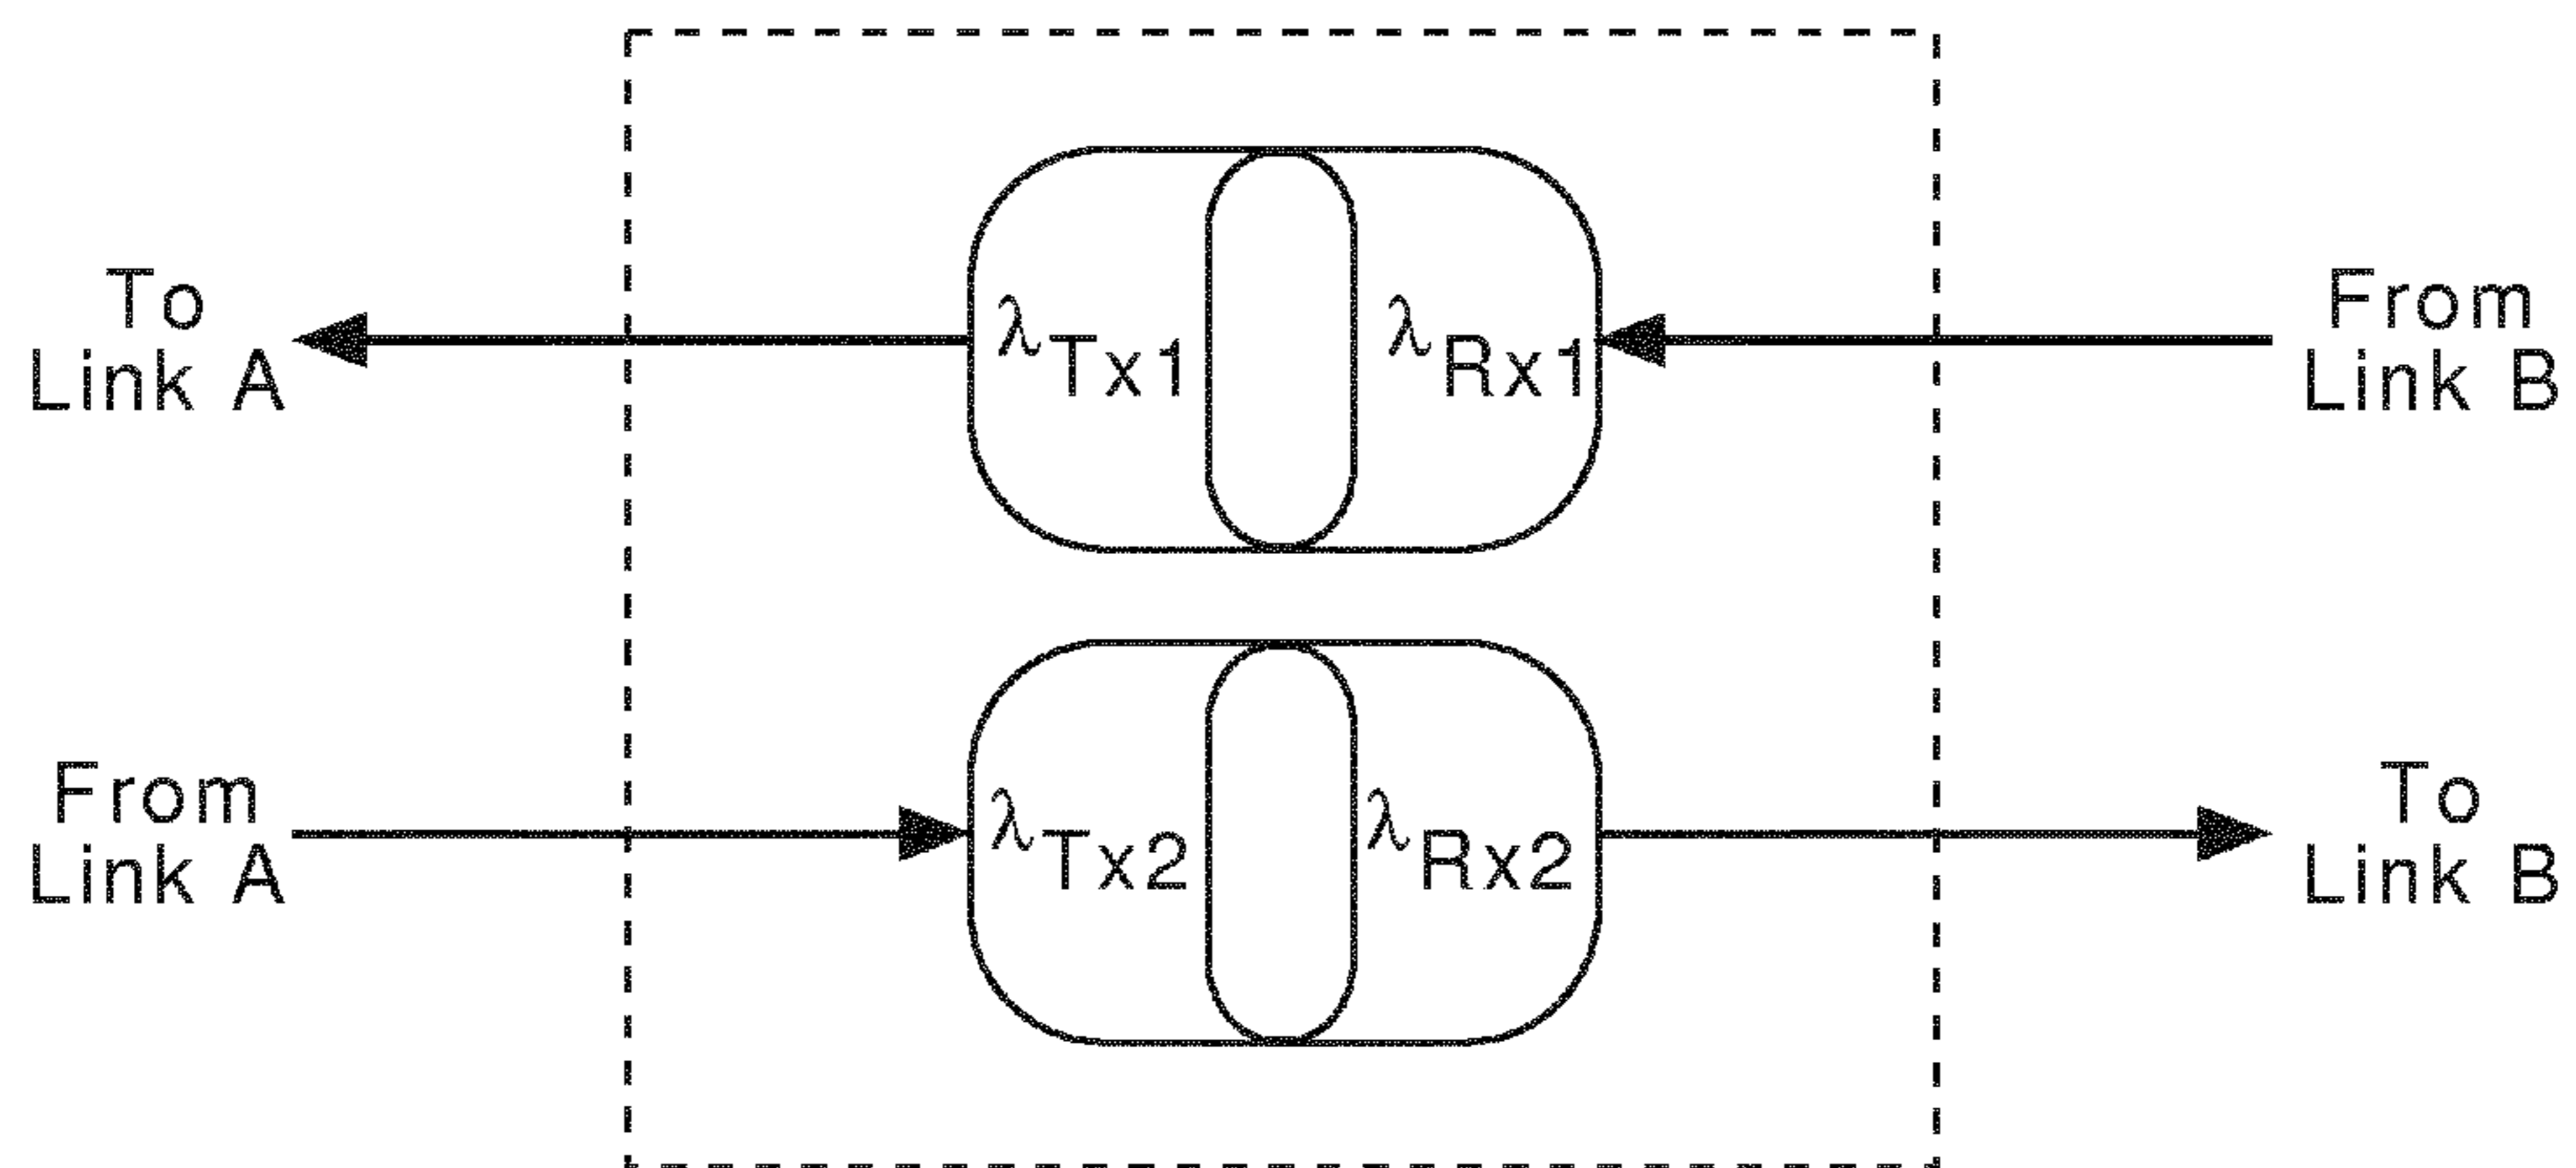 To
Link A
λTx1
λRx1
From
Link B
From
Link A
λTx2
λRx2
To
Link B